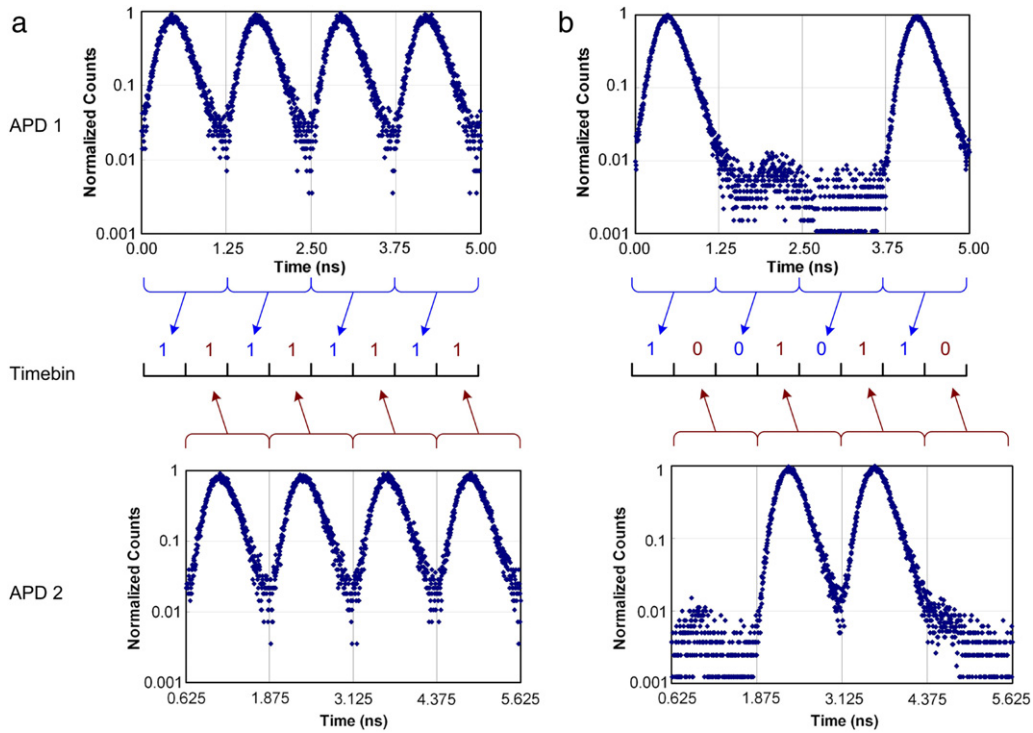 a
b
APD 1
Normalized Counts
1
0.1
0.01
0.001
0.00 1.25 2.50 3.75 5.00
Time (ns)
Normalized Counts
1
0.1
0.01
0.001
0.00 1.25 2.50 3.75 5.00
Time (ns)
Timebin
1 1 1 1 1 1 1 1
1 0 0 1 0 1 1 0
APD 2
Normalized Counts
1
0.1
0.01
0.001
0.625 1.875 3.125 4.375 5.625
Time (ns)
Normalized Counts
1
0.1
0.01
0.001
0.625 1.875 3.125 4.375 5.625
Time (ns)